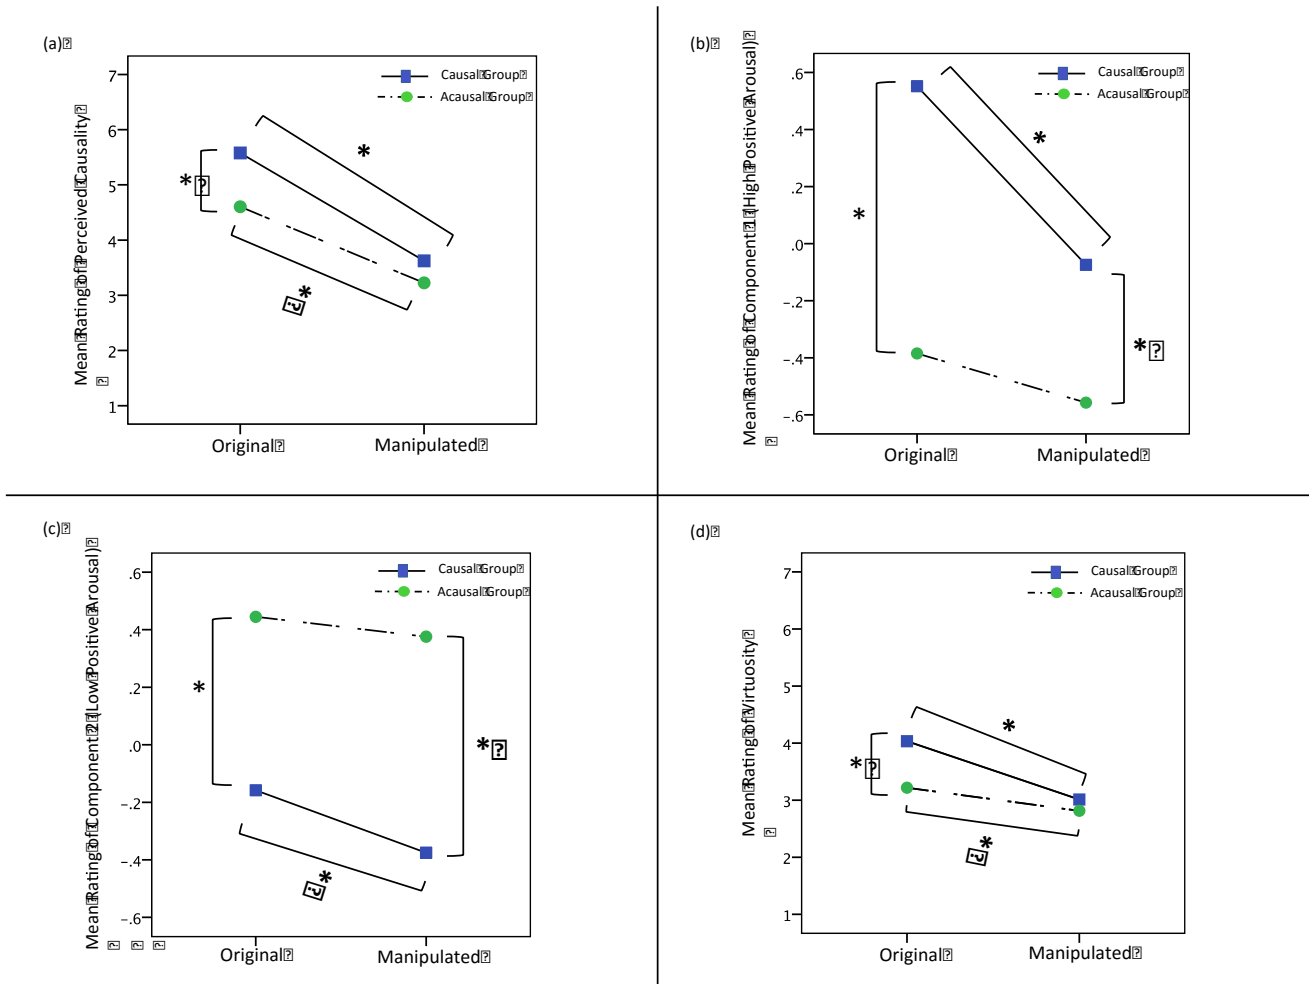 (a)
7
6
5
4
3
2
1
Mean Rating of Perceived Causality
Causal Group
Acausal Group
*
*
*
Original
Manipulated
(b)
.6
.4
.2
.0
-.2
-.4
-.6
Mean Rating of Component 1 (High Positive Arousal)
Causal Group
Acausal Group
*
*
*
Original
Manipulated
(c)
.6
.4
.2
.0
-.2
-.4
-.6
Mean Rating of Component 2 (Low Positive Arousal)
Causal Group
Acausal Group
*
*
*
Original
Manipulated
(d)
7
6
5
4
3
2
1
Mean Rating of Virtuosity
Causal Group
Acausal Group
*
*
*
Original
Manipulated